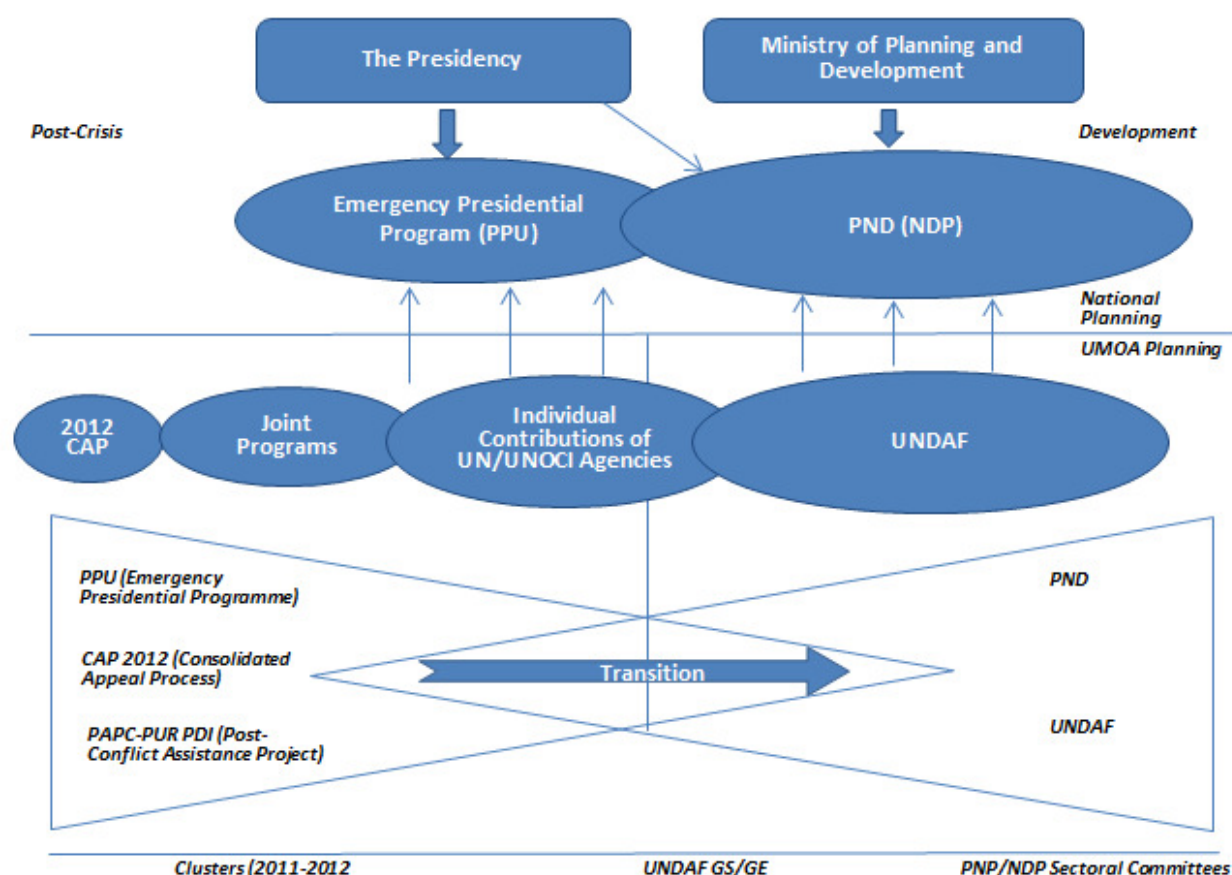 The Presidency
Ministry of Planning and
Development
Post-Crisis
Development
Emergency Presidential
Program (PPU)
PND (NDP)
National
Planning
UMOA Planning
2012
CAP
Joint
Programs
Individual
Contributions of
UN/UNOCI Agencies
UNDAF
PPU (Emergency
Presidential Programme)
PND
CAP 2012 (Consolidated
Appeal Process)
Transition
PAPC-PUR PDI (Post-
Conflict Assistance Project)
UNDAF
Clusters (2011-2012
UNDAF GS/GE
PNP/NDP Sectoral Committees